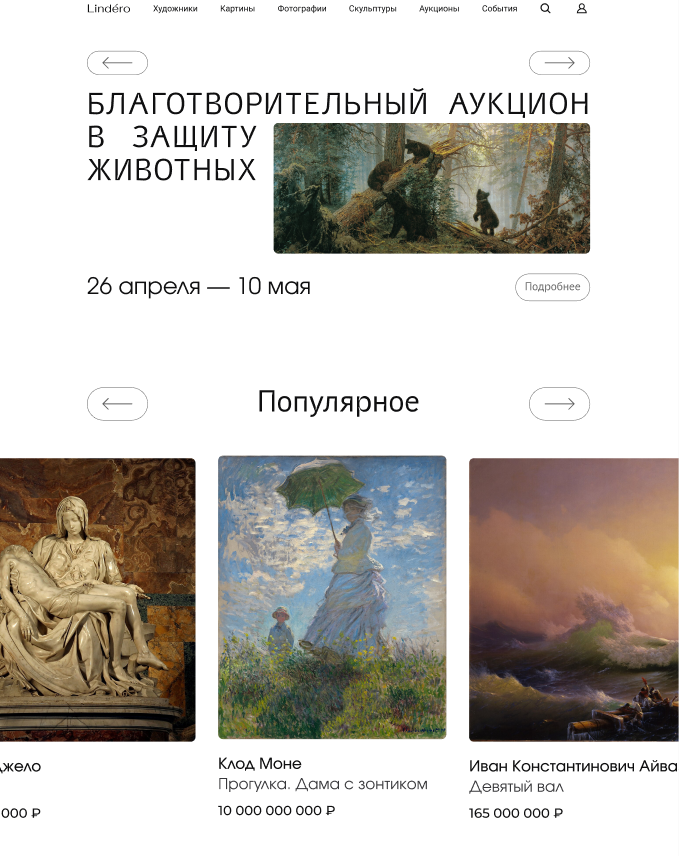 Lindéro Художники Картины Фотографии Скульптуры Аукционы События
БЛАГОТВОРИТЕЛЬНЫЙ АУКЦИОН
В ЗАЩИТУ
ЖИВОТНЫХ
26 апреля — 10 мая
Подробнее
Популярное
джело
000 ₽
Клод Моне
Прогулка. Дама с зонтиком
10 000 000 000 ₽
Иван Константинович Айва
Девятый вал
165 000 000 ₽